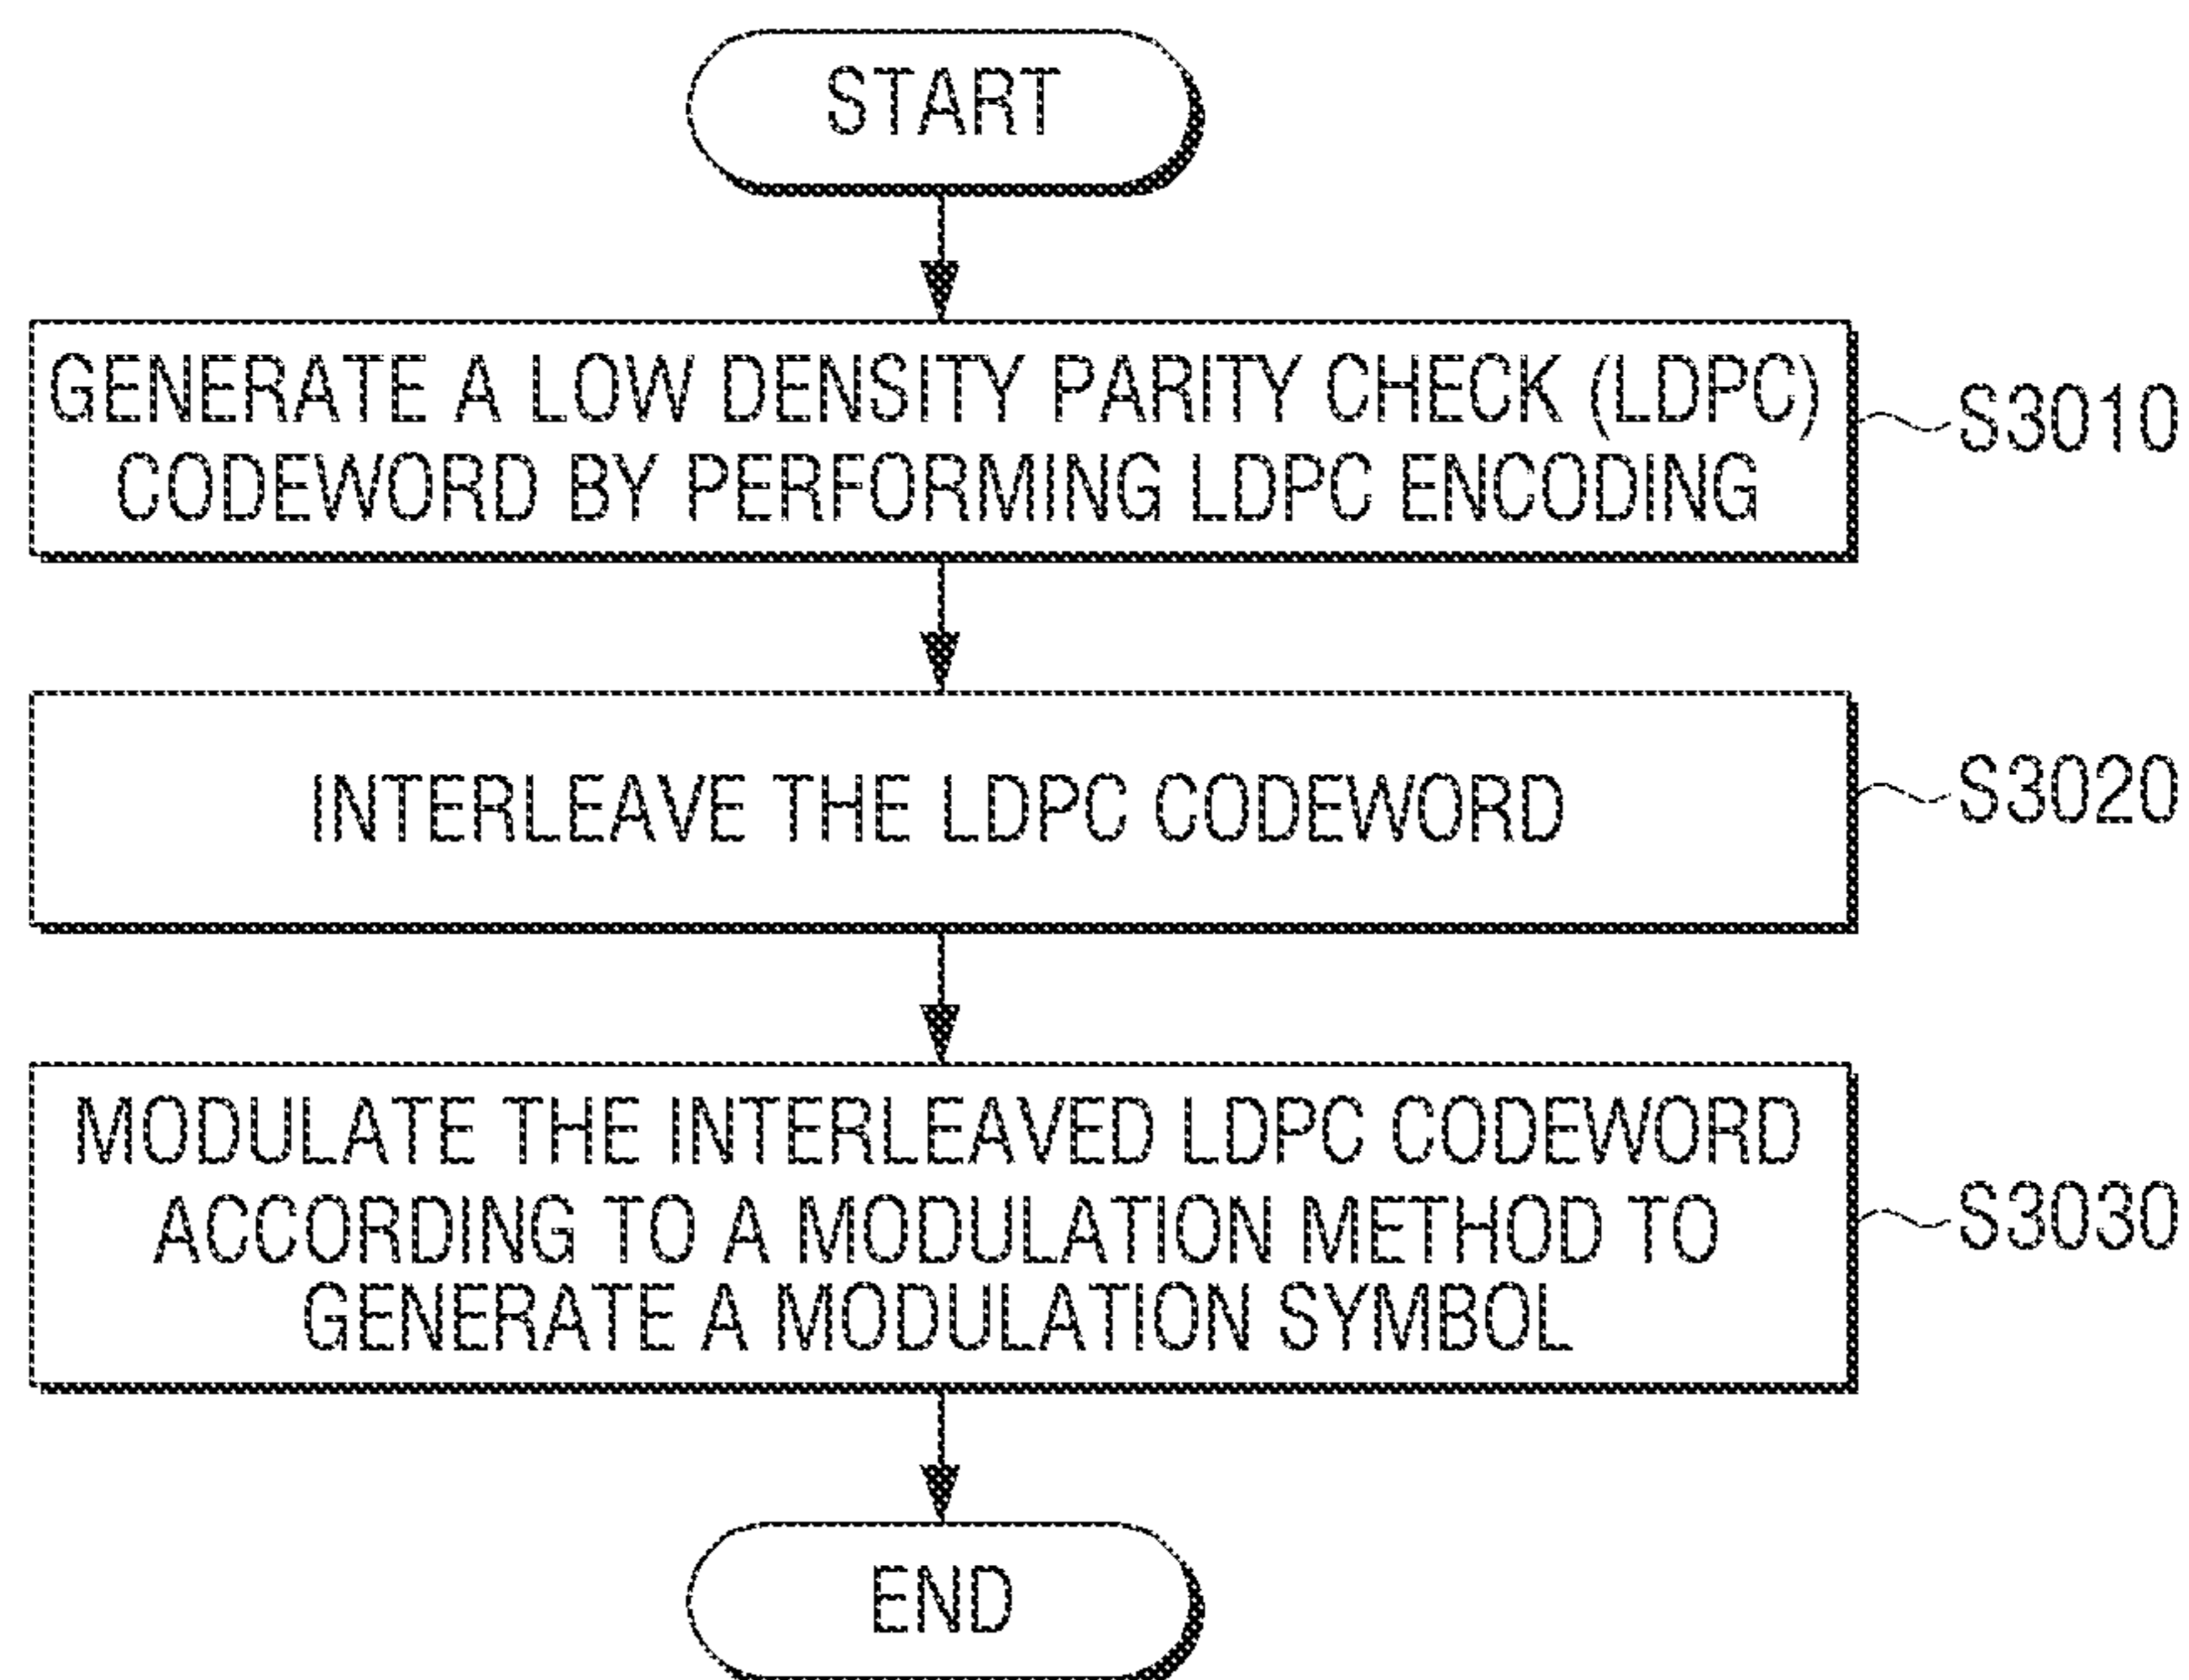 START
GENERATE A LOW DENSITY PARITY CHECK (LDPC)
CODEWORD BY PERFORMING LDPC ENCODING
S3010
INTERLEAVE THE LDPC CODEWORD
S3020
MODULATE THE INTERLEAVED LDPC CODEWORD
ACCORDING TO A MODULATION METHOD TO
GENERATE A MODULATION SYMBOL
S3030
END